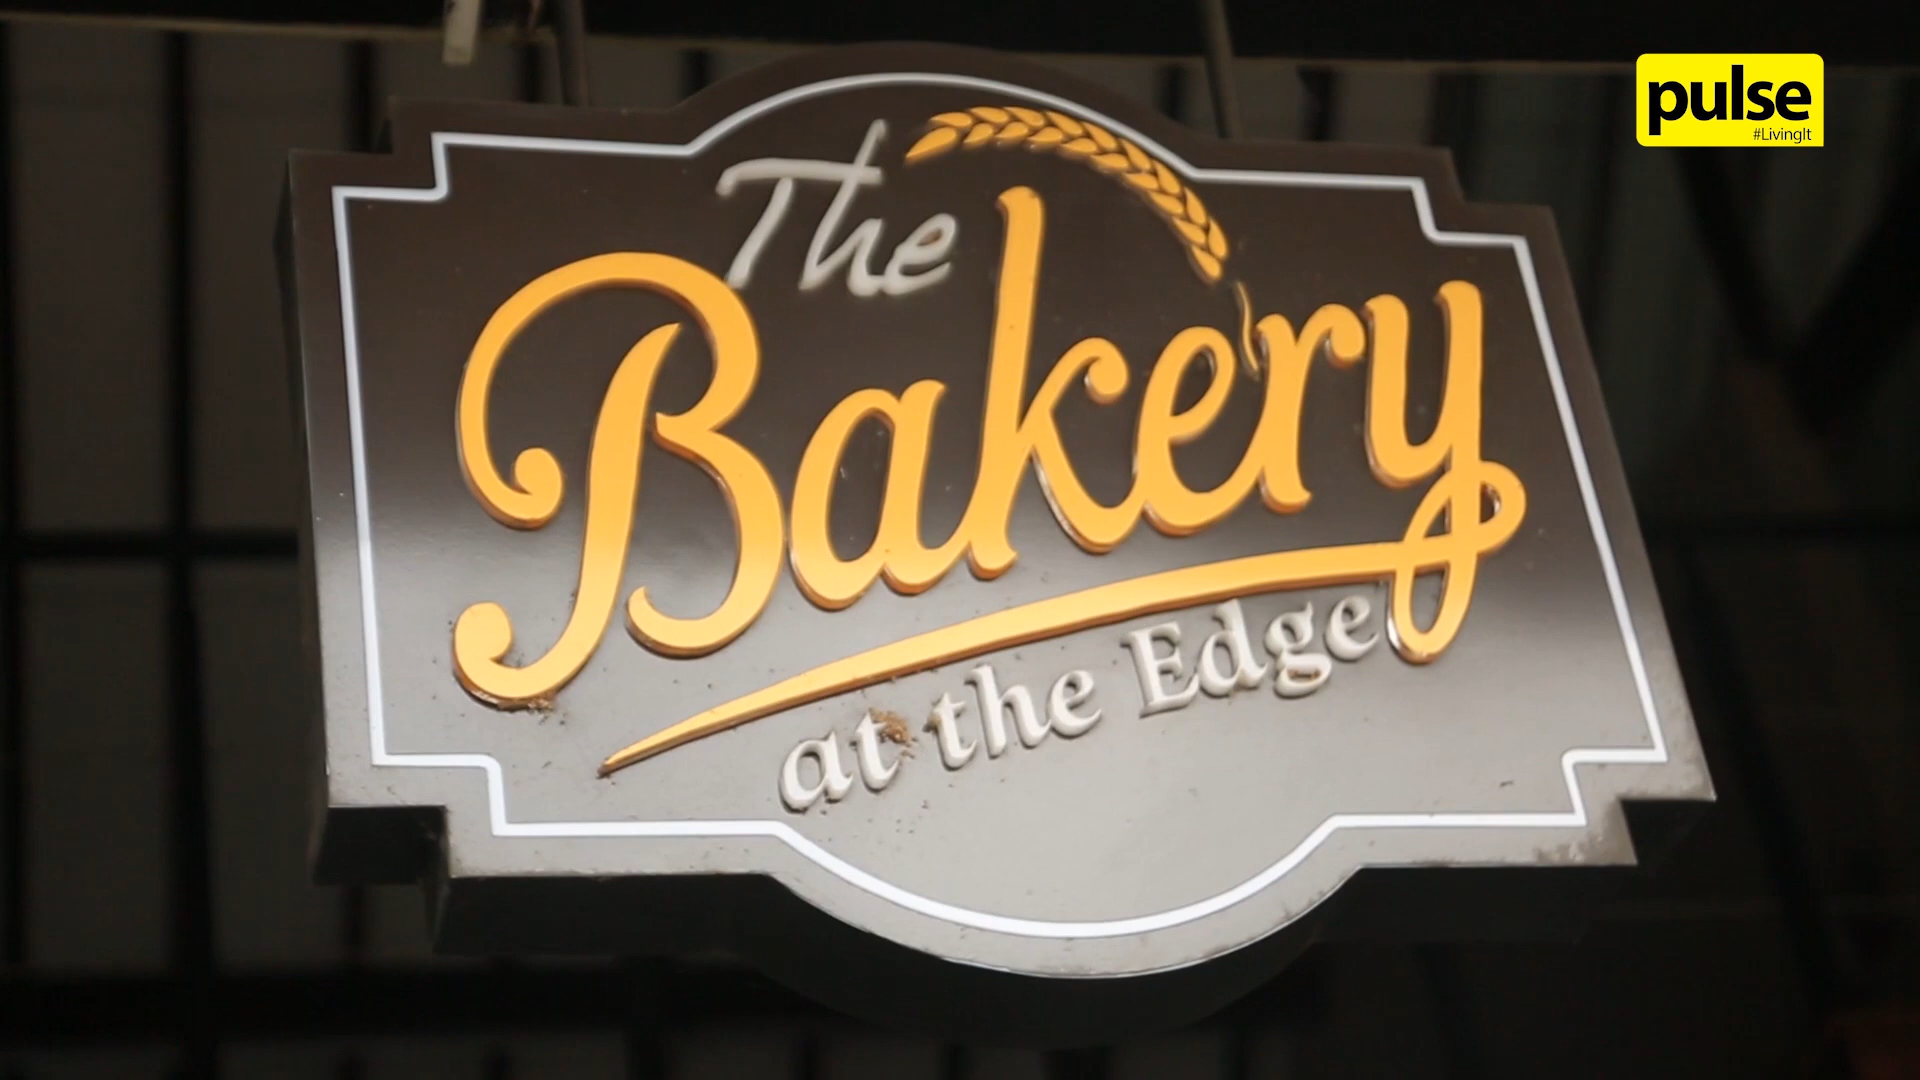 pulse
#LivingIt
The
Bakery
at the Edge